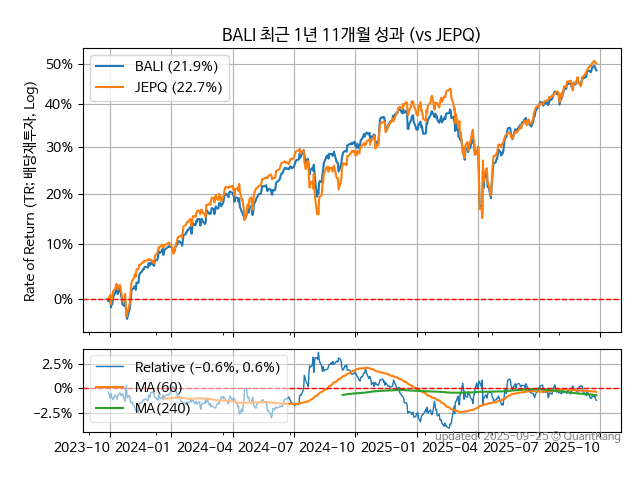 BALI 최근 1년 11개월 성과 (vs JEPQ)
Rate of Return (TR: 배당재투자, Log)
50%
40%
30%
20%
10%
0%
BALI (21.9%)
JEPQ (22.7%)
2.5%
0%
−2.5%
Relative (−0.6%, 0.6%)
MA(60)
MA(240)
2023-10 2024-01 2024-04 2024-07 2024-10 2025-01 2025-04 2025-07 2025-10
updated: 2025-09-25 © QuantKang